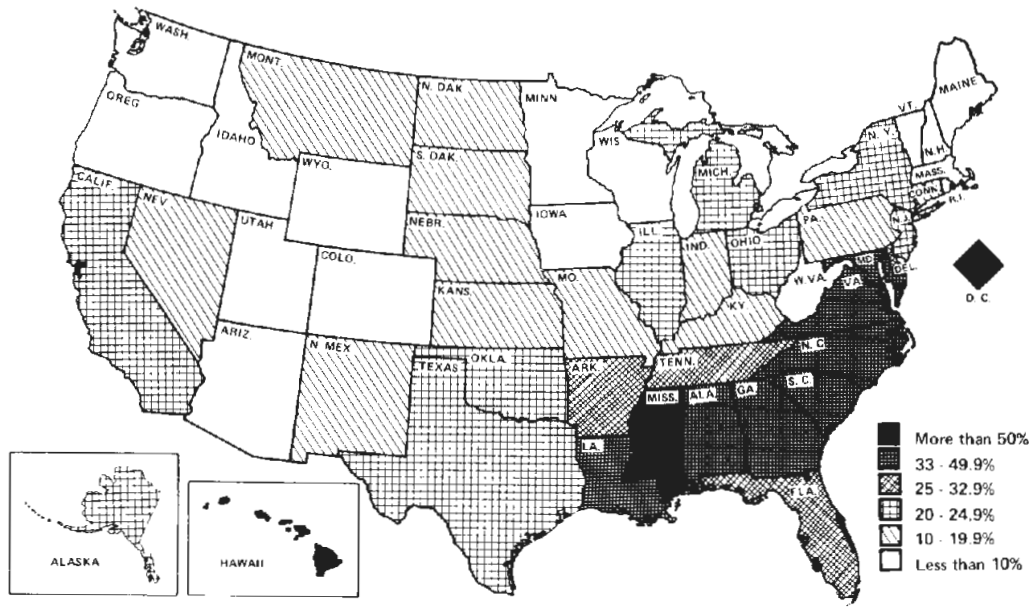 WASH.
OREG
IDAHO
MONT.
WYO.
N. DAK
S. DAK.
NEBR.
MINN
WIS
IOWA
CALIF.
NEV.
UTAH
COLO.
KANS.
MO.
ILL.
IND.
MICH.
OHIO
KY.
W. VA.
VA.
PA.
N. Y.
VT.
N.H.
MAINE
MASS.
CONN.
R.I.
N.J.
MD.
DEL.
D. C.
ARIZ.
N. MEX
TEXAS
OKLA.
ARK.
TENN.
N. C.
S. C.
MISS.
ALA.
GA
LA.
FLA.
ALASKA
HAWAII
More than 50%
33 - 49.9%
25 - 32.9%
20 - 24.9%
10 - 19.9%
Less than 10%